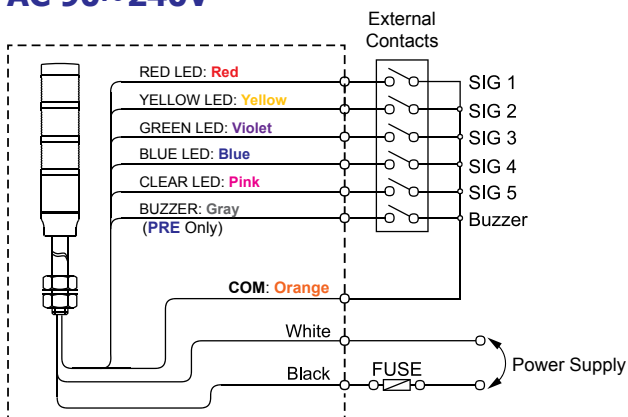 AC 90~240V
External
Contacts
RED LED: Red
SIG 1
YELLOW LED: Yellow
SIG 2
GREEN LED: Violet
SIG 3
BLUE LED: Blue
SIG 4
CLEAR LED: Pink
SIG 5
BUZZER: Gray
(PRE Only)
Buzzer
COM: Orange
White
Black
FUSE
Power Supply